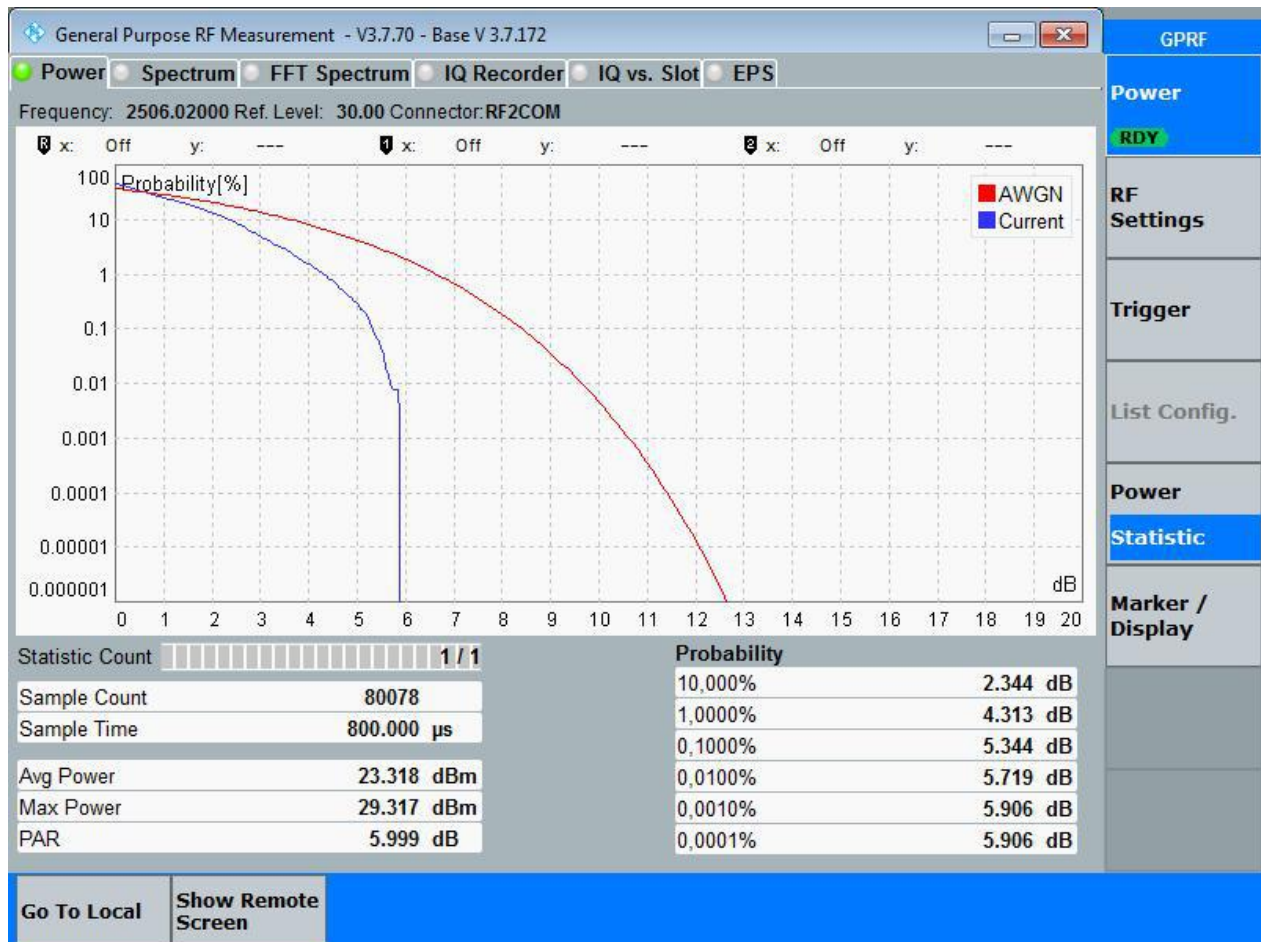 General Purpose RF Measurement - V3.7.70 - Base V 3.7.172
GPRF
Power Spectrum FFT Spectrum IQ Recorder IQ vs. Slot EPS
Frequency: 2506.02000 Ref. Level: 30.00 Connector: RF2COM
R x: Off y: --- 1 x: Off y: --- 2 x: Off y: ---
Probability[%]
100
10
1
0.1
0.01
0.001
0.0001
0.00001
0.000001
AWGN
Current
dB
0 1 2 3 4 5 6 7 8 9 10 11 12 13 14 15 16 17 18 19 20
Statistic Count 1 / 1
Sample Count 80078
Sample Time 800.000 µs
Avg Power 23.318 dBm
Max Power 29.317 dBm
PAR 5.999 dB
Probability
10,000% 2.344 dB
1,0000% 4.313 dB
0,1000% 5.344 dB
0,0100% 5.719 dB
0,0010% 5.906 dB
0,0001% 5.906 dB
Power
RDY
RF
Settings
Trigger
List Config.
Power
Statistic
Marker /
Display
Go To Local
Show Remote
Screen